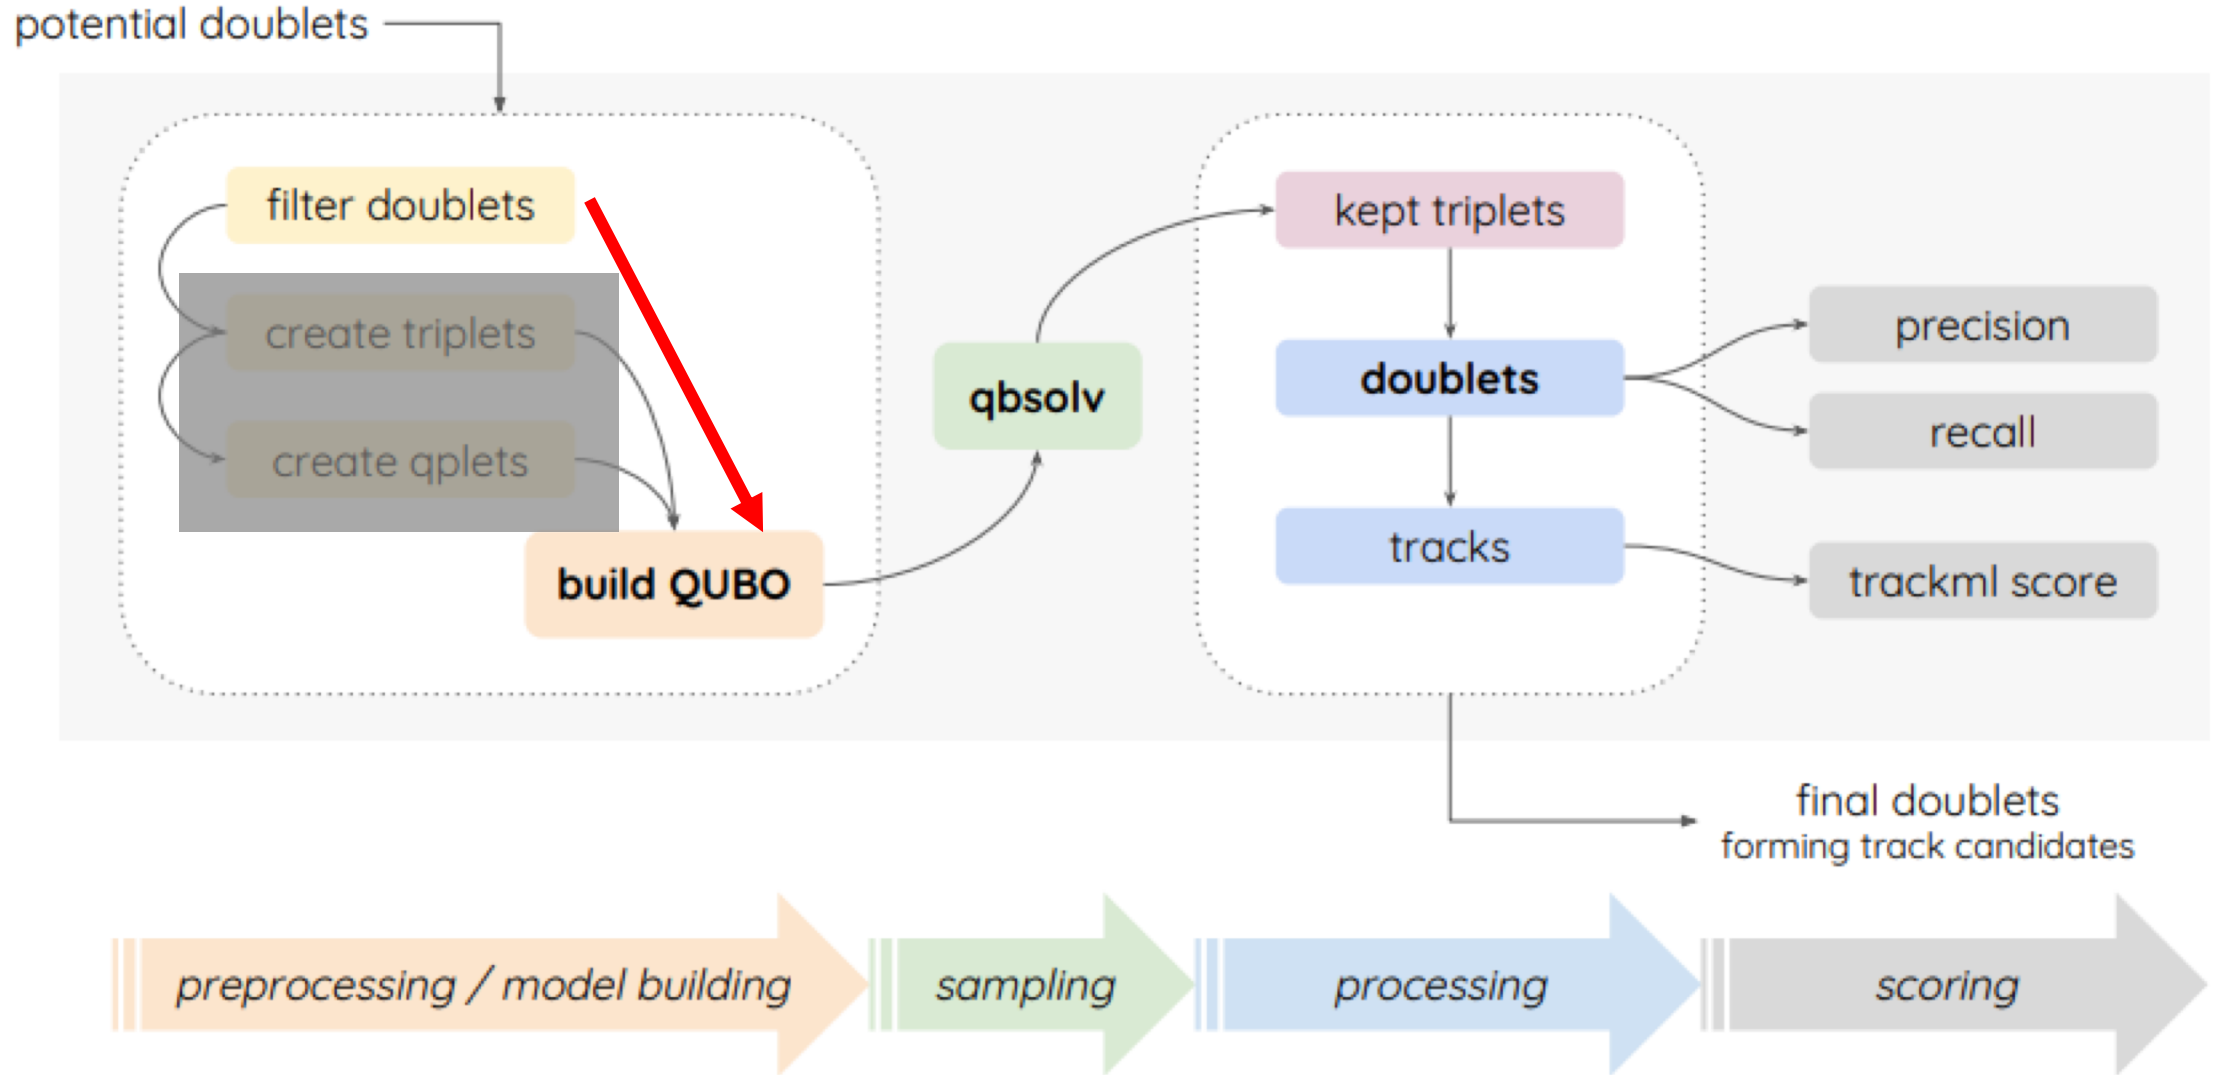 potential doublets
filter doublets
create triplets
create qplets
build QUBO
qbsolv
kept triplets
doublets
tracks
precision
recall
trackml score
final doublets
forming track candidates
preprocessing / model building
sampling
processing
scoring